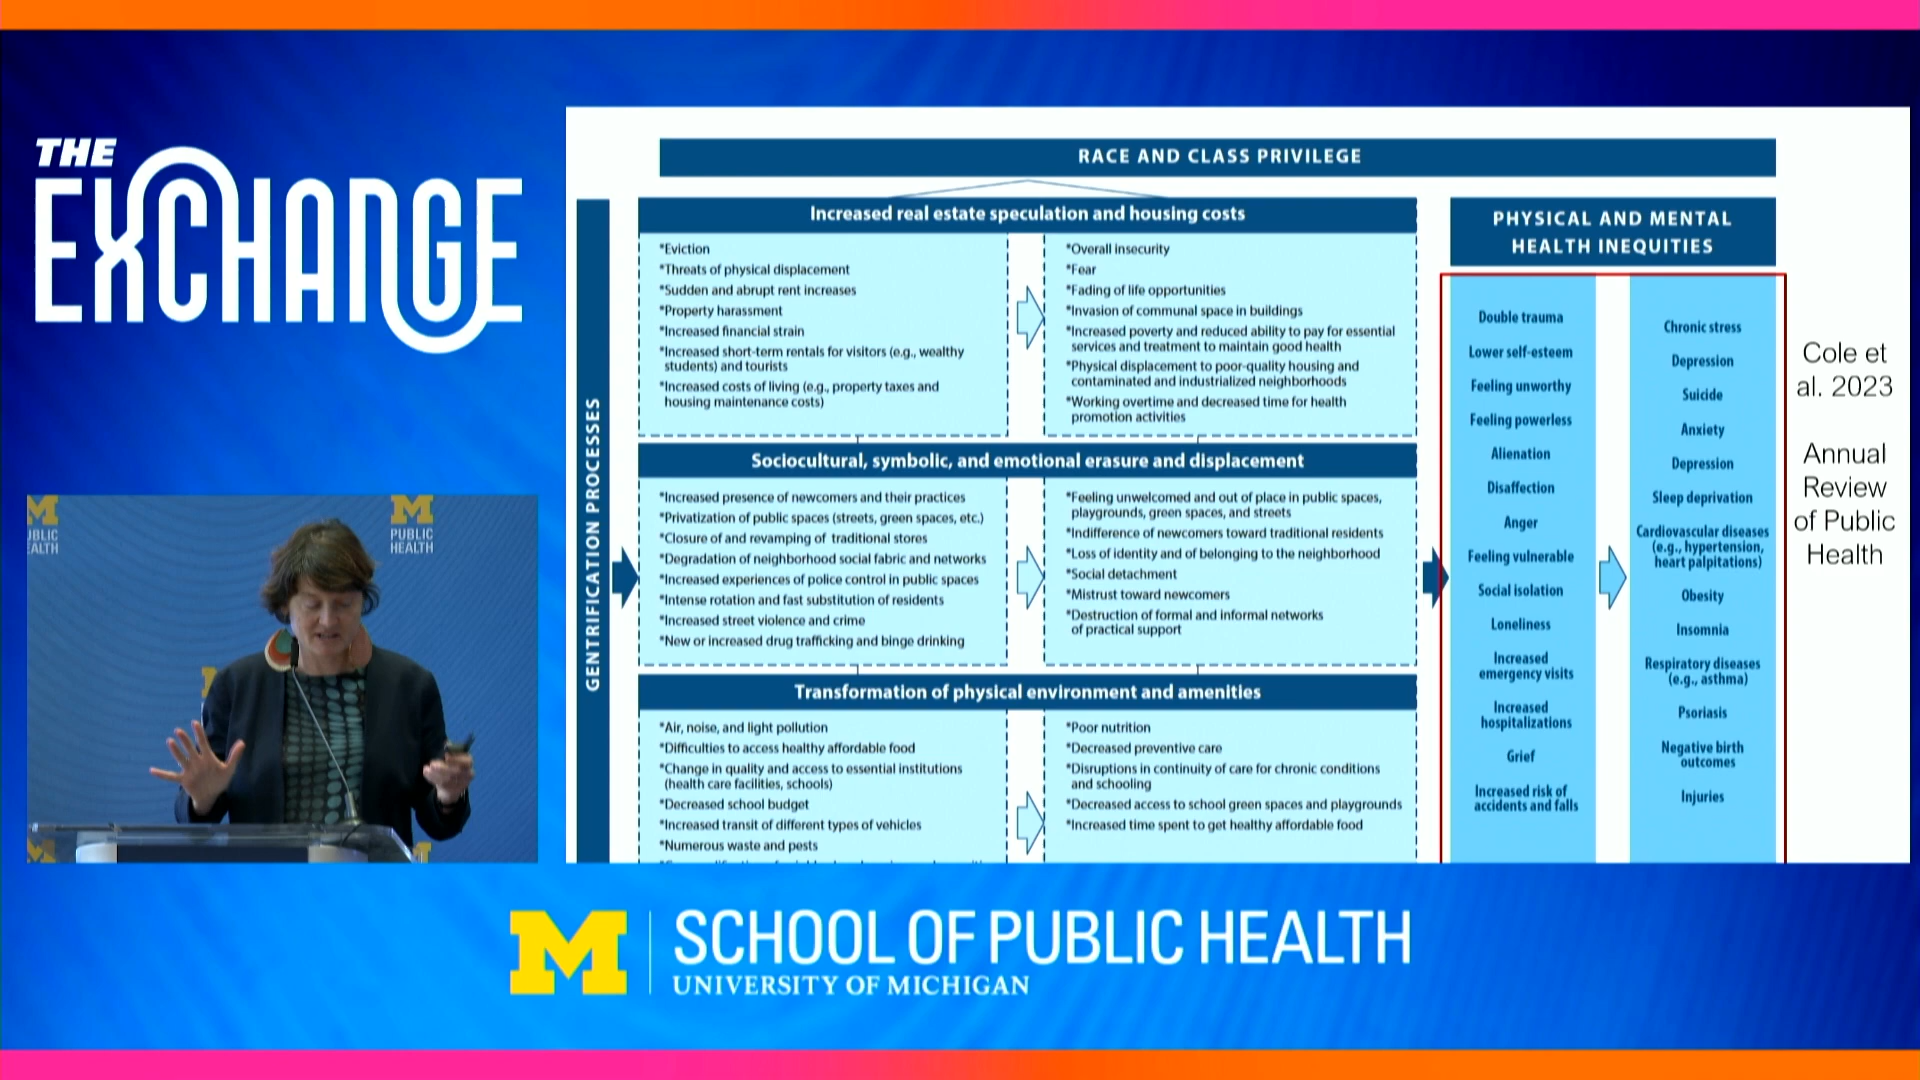 THE
EXCHANGE
RACE AND CLASS PRIVILEGE
GENTRIFICATION PROCESSES
Increased real estate speculation and housing costs
*Eviction
*Threats of physical displacement
*Sudden and abrupt rent increases
*Property harassment
*Increased financial strain
*Increased short-term rentals for visitors (e.g., wealthy
students) and tourists
*Increased costs of living (e.g., property taxes and
housing maintenance costs)
*Overall insecurity
*Fear
*Fading of life opportunities
*Invasion of communal space in buildings
*Increased poverty and reduced ability to pay for essential
services and treatment to maintain good health
*Physical displacement to poor-quality housing and
contaminated and industrialized neighborhoods
*Working overtime and decreased time for health
promotion activities
Sociocultural, symbolic, and emotional erasure and displacement
*Increased presence of newcomers and their practices
*Privatization of public spaces (streets, green spaces, etc.)
*Closure of and revamping of traditional stores
*Degradation of neighborhood social fabric and networks
*Increased experiences of police control in public spaces
*Intense rotation and fast substitution of residents
*Increased street violence and crime
*New or increased drug trafficking and binge drinking
*Feeling unwelcomed and out of place in public spaces,
playgrounds, green spaces, and streets
*Indifference of newcomers toward traditional residents
*Loss of identity and of belonging to the neighborhood
*Social detachment
*Mistrust toward newcomers
*Destruction of formal and informal networks
of practical support
Transformation of physical environment and amenities
*Air, noise, and light pollution
*Difficulties to access healthy affordable food
*Change in quality and access to essential institutions
(health care facilities, schools)
*Decreased school budget
*Increased transit of different types of vehicles
*Numerous waste and pests
*Poor nutrition
*Decreased preventive care
*Disruptions in continuity of care for chronic conditions
and schooling
*Decreased access to school green spaces and playgrounds
*Increased time spent to get healthy affordable food
PHYSICAL AND MENTAL
HEALTH INEQUITIES
Double trauma
Lower self-esteem
Feeling unworthy
Feeling powerless
Alienation
Disaffection
Anger
Feeling vulnerable
Social isolation
Loneliness
Increased
emergency visits
Increased
hospitalizations
Grief
Increased risk of
accidents and falls
Chronic stress
Depression
Suicide
Anxiety
Depression
Sleep deprivation
Cardiovascular diseases
(e.g., hypertension,
heart palpitations)
Obesity
Insomnia
Respiratory diseases
(e.g., asthma)
Psoriasis
Negative birth
outcomes
Injuries
Cole et
al. 2023
Annual
Review
of Public
Health
M
UBLIC
EALTH
M
PUBLIC
HEALTH
M
SCHOOL OF PUBLIC HEALTH
UNIVERSITY OF MICHIGAN